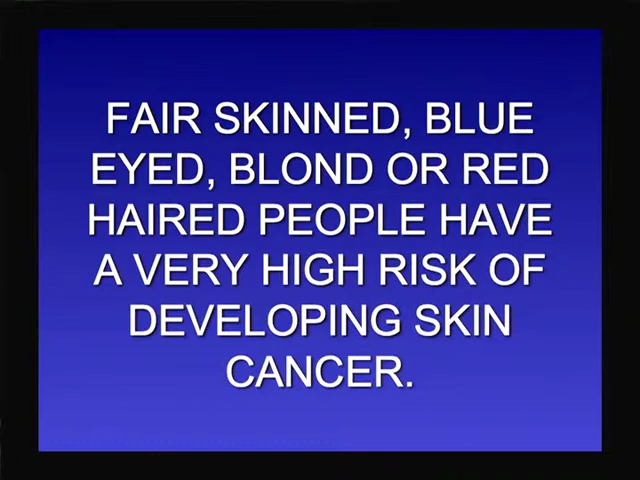 FAIR SKINNED, BLUE
EYED, BLOND OR RED
HAIRED PEOPLE HAVE
A VERY HIGH RISK OF
DEVELOPING SKIN
CANCER.